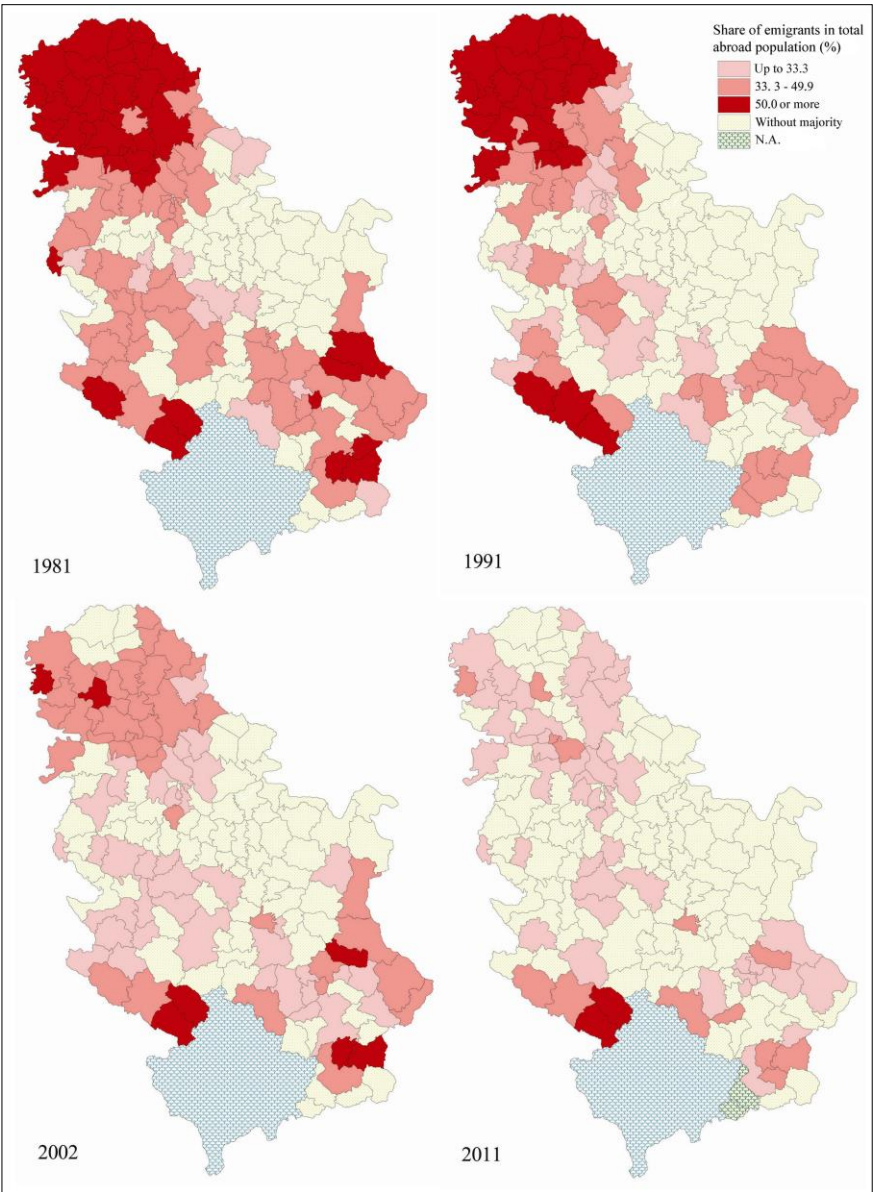 Share of emigrants in total
abroad population (%)
Up to 33.3
33. 3 - 49.9
50.0 or more
Without majority
N.A.
1981
1991
2002
2011